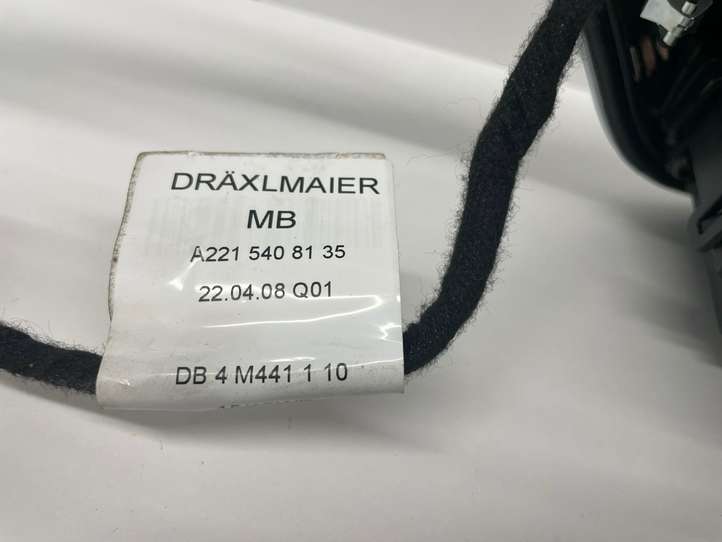 DRÄXLMAIER
MB
A221 540 81 35
22.04.08 Q01
DB 4 M441 1 10